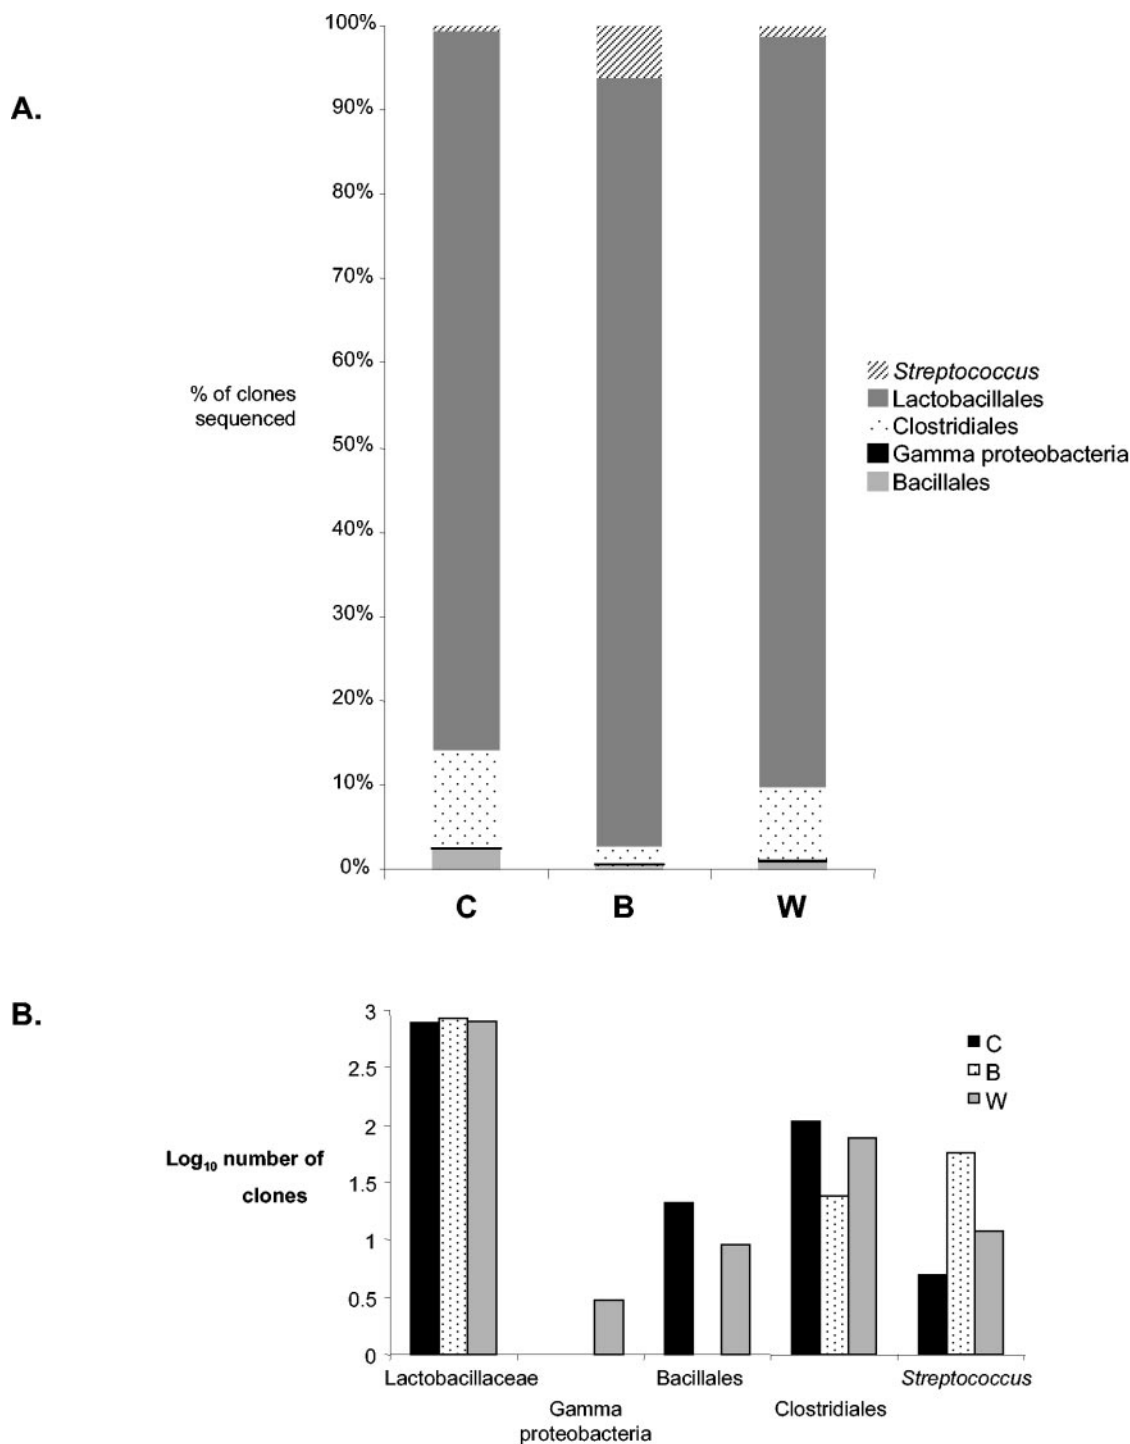 A.
100%
90%
80%
70%
60%
50%
40%
30%
20%
10%
0%
% of clones
sequenced
C B W
Streptococcus
Lactobacillales
Clostridiales
Gamma proteobacteria
Bacillales
B.
3
2.5
2
1.5
1
0.5
0
Log₁₀ number of
clones
C
B
W
Lactobacillaceae Bacillales Streptococcus
Gamma Clostridiales
proteobacteria